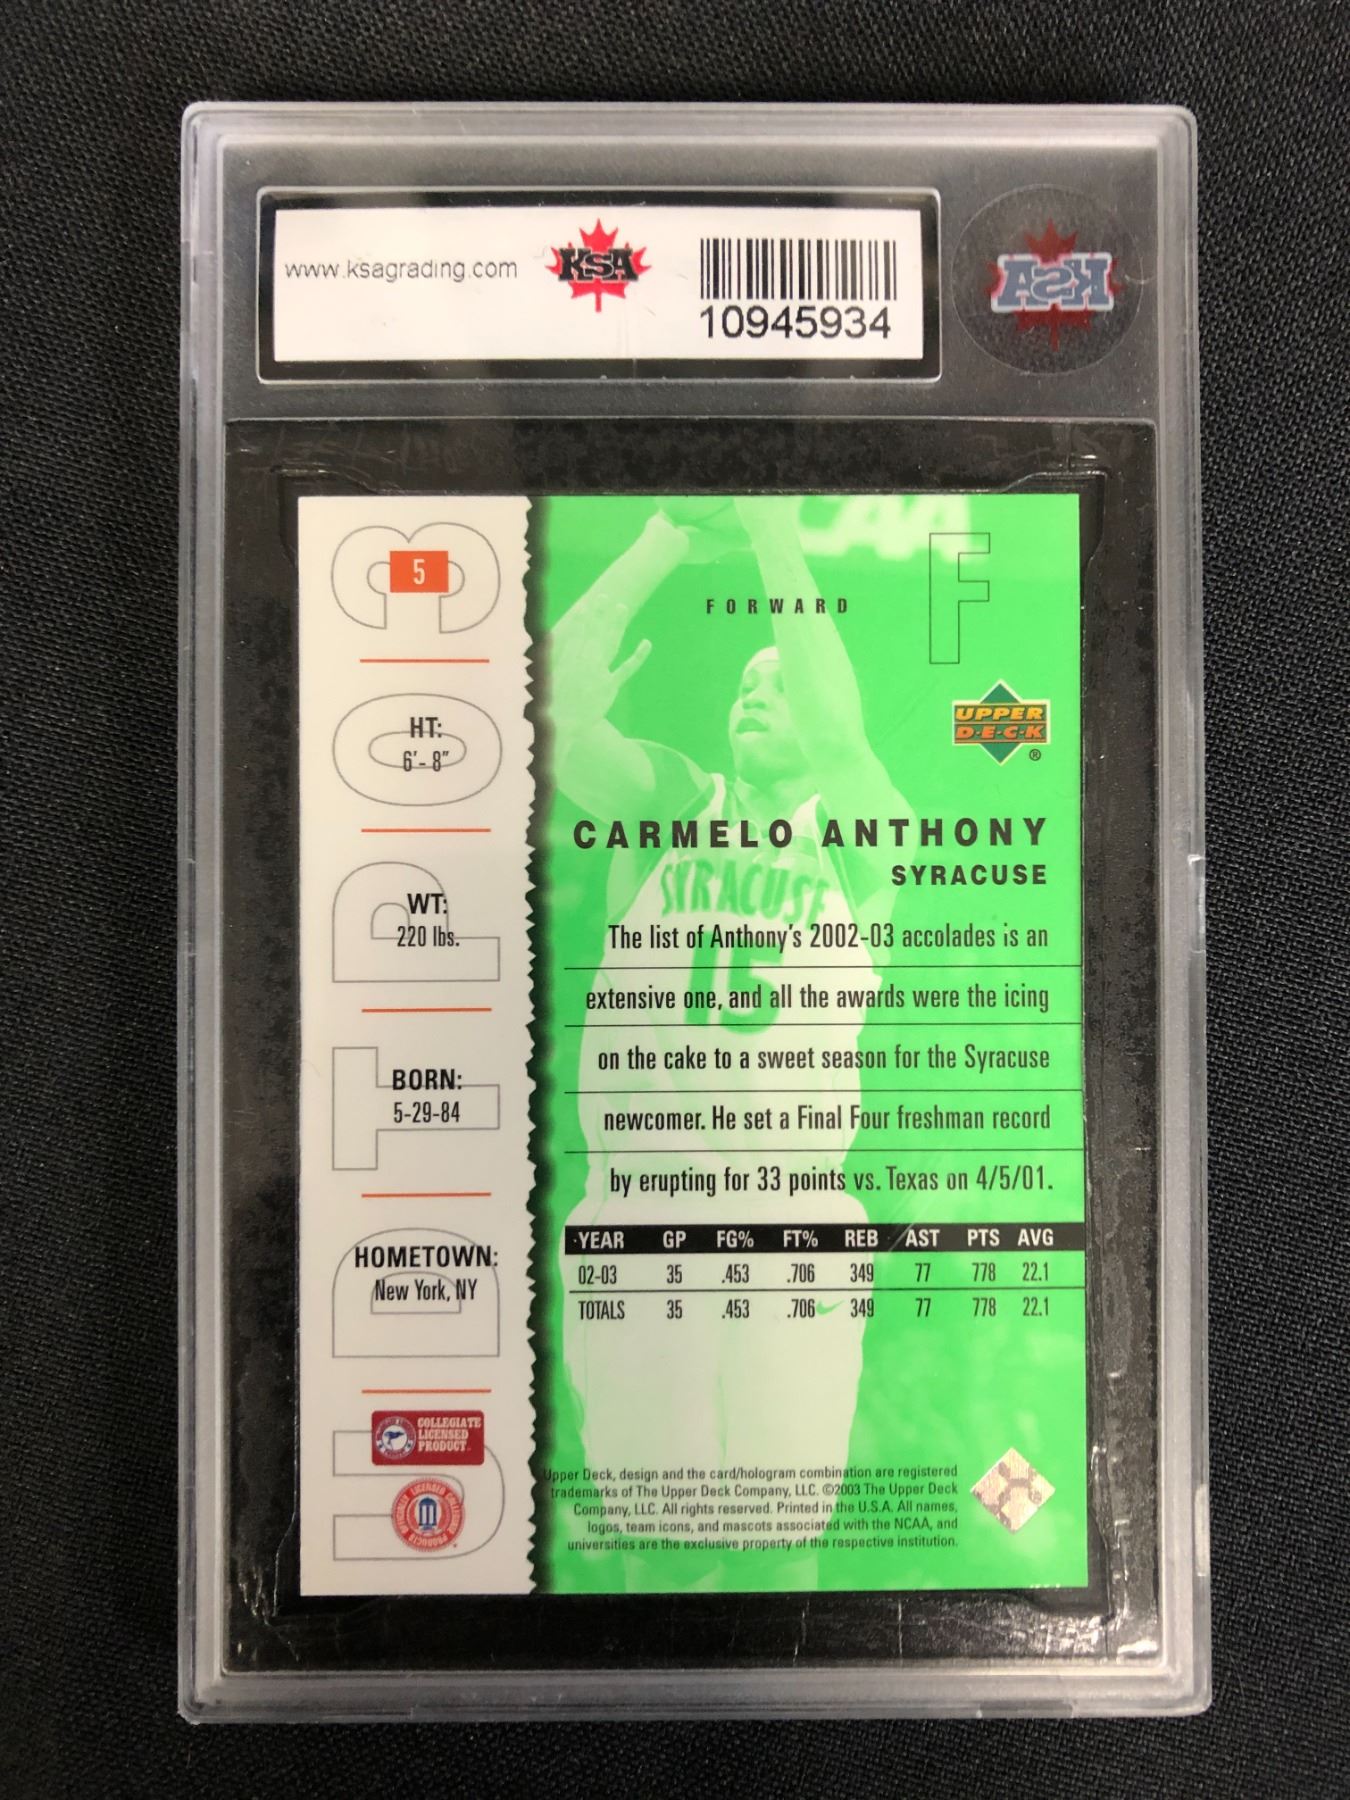 www.ksagrading.com
KSA
10945934
KSA
UD TOP 03
5
HT:
6'- 8"
WT:
220 lbs.
BORN:
5-29-84
HOMETOWN:
New York, NY
COLLEGIATE
LICENSED
PRODUCT
OFFICIALLY LICENSED COLLEGIATE PRODUCTS
NCAA
F
FORWARD
UPPER
D·E·C·K
®
CARMELO ANTHONY
SYRACUSE
SYRACUSE
15
The list of Anthony's 2002-03 accolades is an
extensive one, and all the awards were the icing
on the cake to a sweet season for the Syracuse
newcomer. He set a Final Four freshman record
by erupting for 33 points vs. Texas on 4/5/01.
YEAR GP FG% FT% REB AST PTS AVG
02-03 35 .453 .706 349 77 778 22.1
TOTALS 35 .453 .706 349 77 778 22.1
Upper Deck, design and the card/hologram combination are registered
trademarks of The Upper Deck Company, LLC. ©2003 The Upper Deck
Company, LLC. All rights reserved. Printed in the U.S.A. All names,
logos, team icons, and mascots associated with the NCAA, and
universities are the exclusive property of the respective institution.